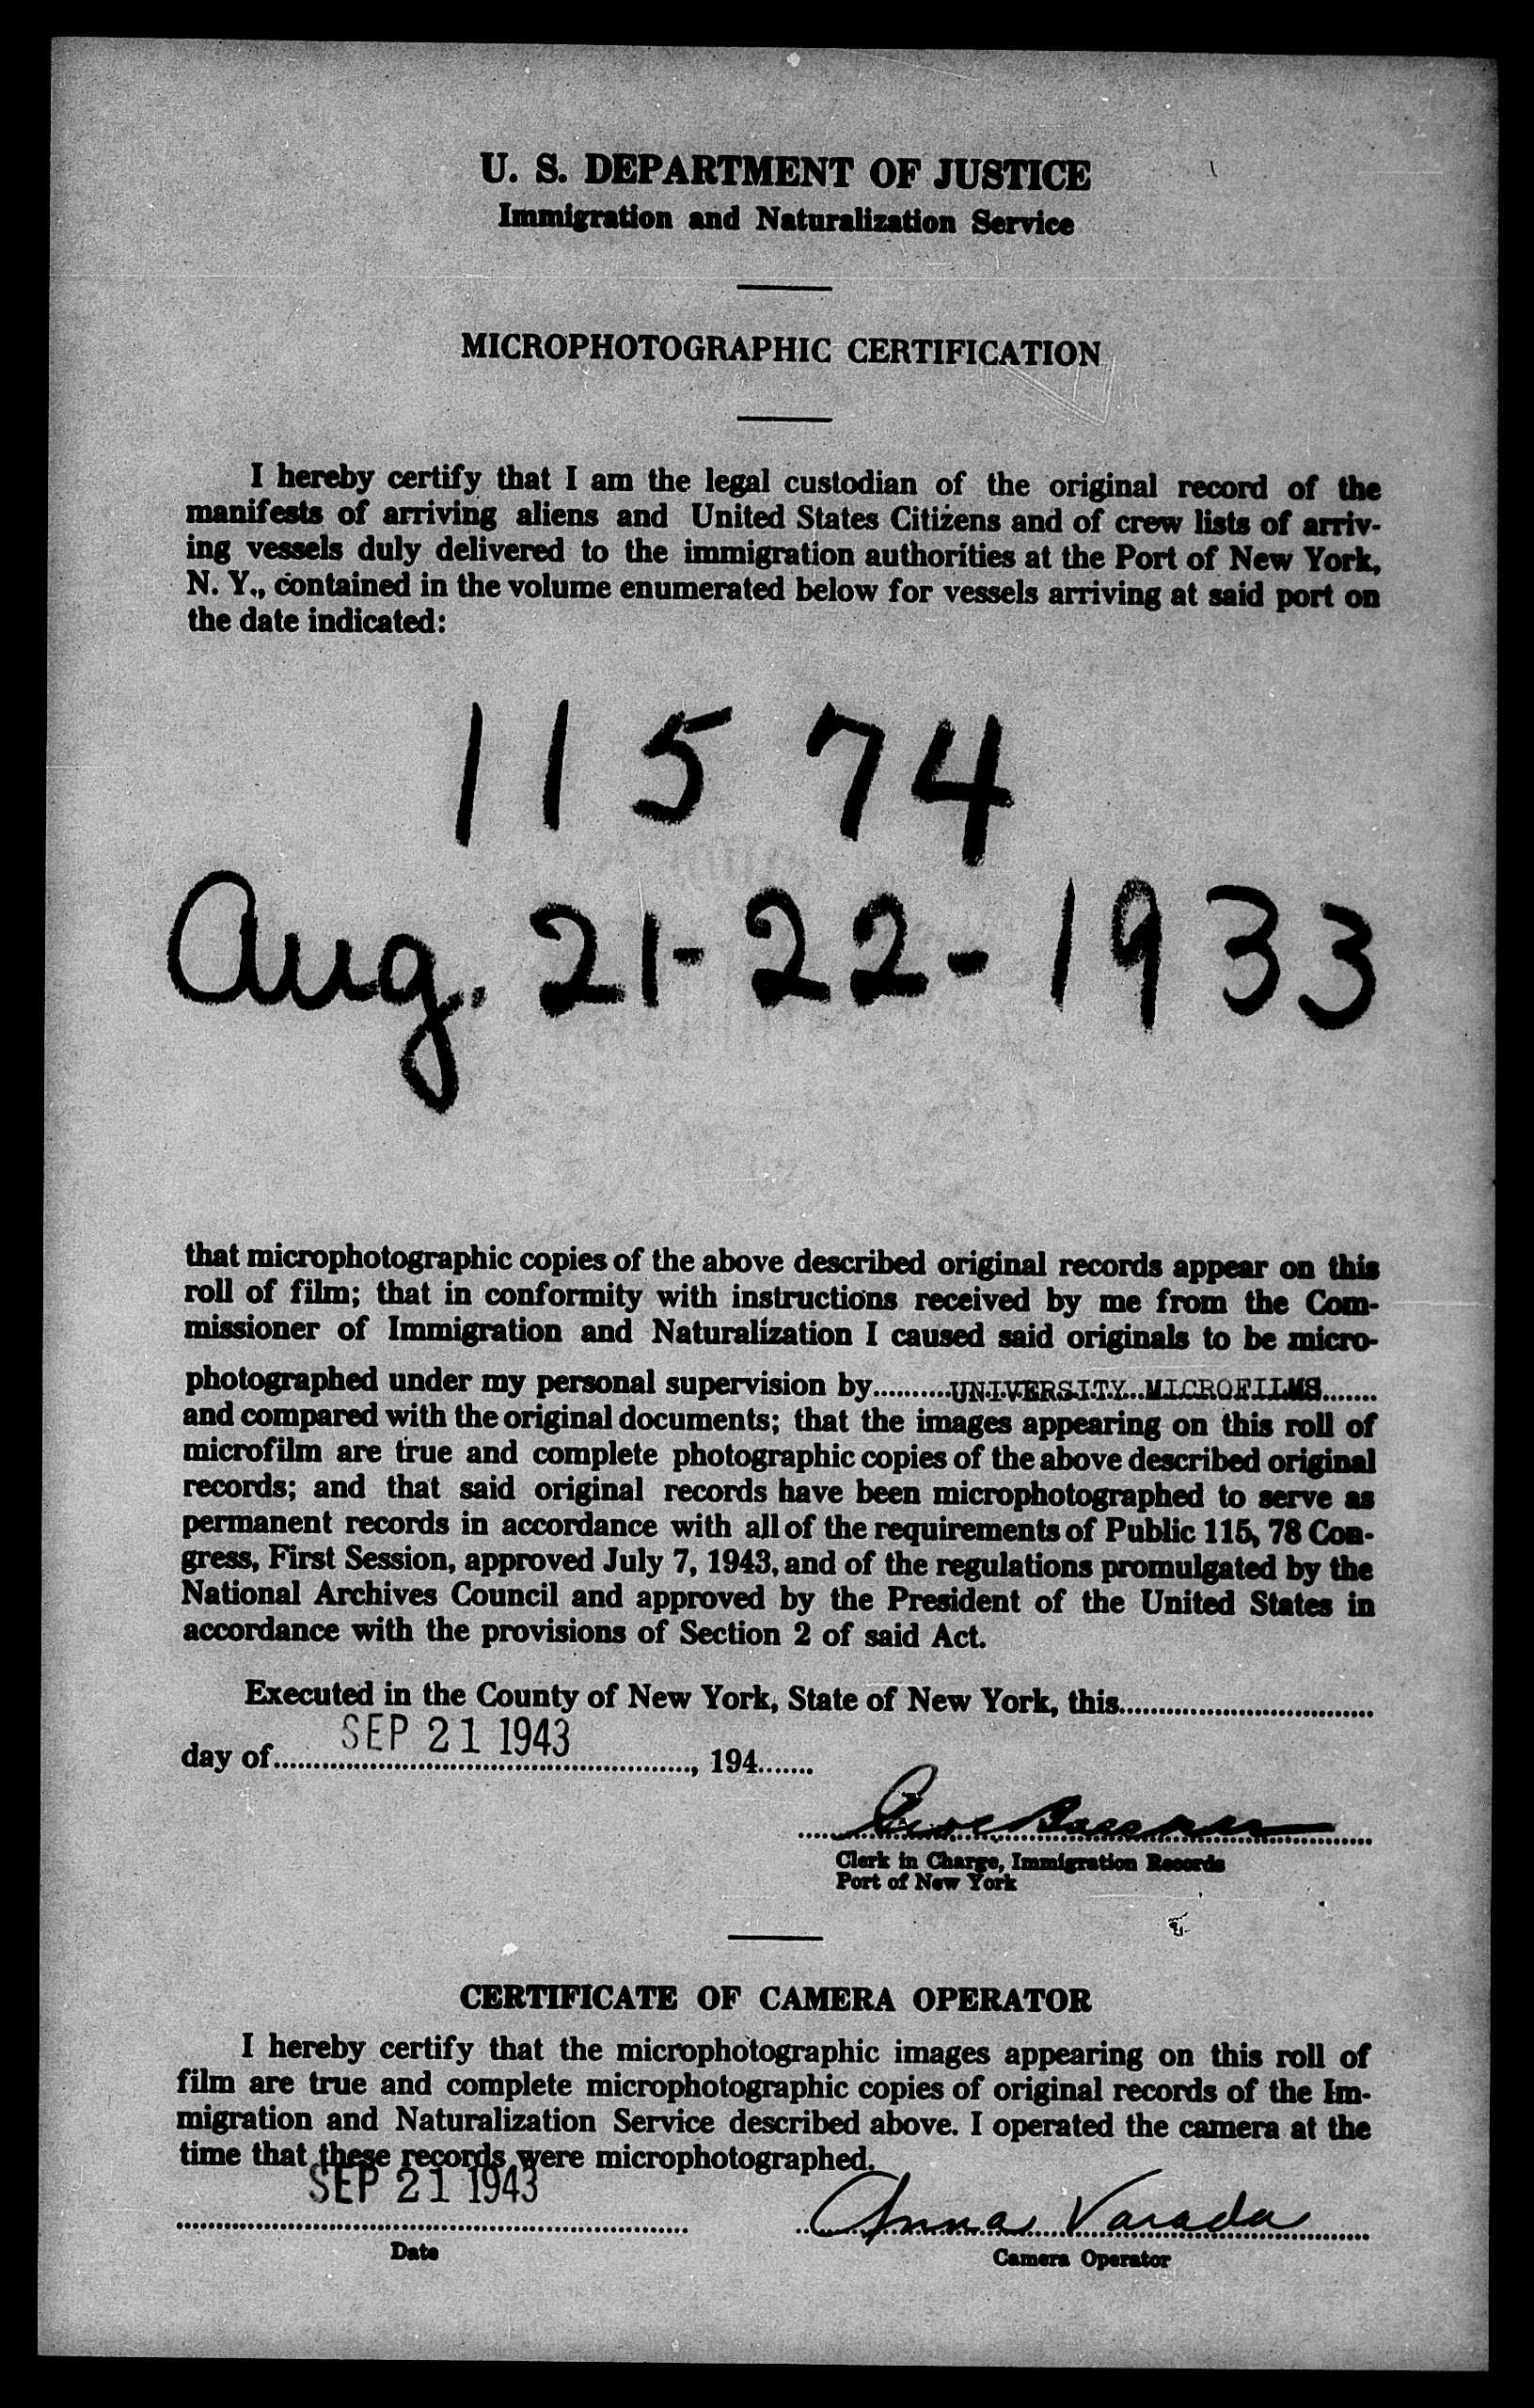 U. S. DEPARTMENT OF JUSTICE
Immigration and Naturalization Service
MICROPHOTOGRAPHIC CERTIFICATION
I hereby certify that I am the legal custodian of the original record of the
manifests of arriving aliens and United States Citizens and of crew lists of arriv-
ing vessels duly delivered to the immigration authorities at the Port of New York,
N. Y., contained in the volume enumerated below for vessels arriving at said port on
the date indicated:
11574
Aug. 21-22-1933
that microphotographic copies of the above described original records appear on this
roll of film; that in conformity with instructions received by me from the Com-
missioner of Immigration and Naturalization I caused said originals to be micro-
photographed under my personal supervision by..........UNIVERSITY MICROFILMS.......
and compared with the original documents; that the images appearing on this roll of
microfilm are true and complete photographic copies of the above described original
records; and that said original records have been microphotographed to serve as
permanent records in accordance with all of the requirements of Public 115, 78 Con-
gress, First Session, approved July 7, 1943, and of the regulations promulgated by the
National Archives Council and approved by the President of the United States in
accordance with the provisions of Section 2 of said Act.
Executed in the County of New York, State of New York, this................................
day of SEP 21 1943, 194.......
Clerk in Charge, Immigration Records
Port of New York
CERTIFICATE OF CAMERA OPERATOR
I hereby certify that the microphotographic images appearing on this roll of
film are true and complete microphotographic copies of original records of the Im-
migration and Naturalization Service described above. I operated the camera at the
time that these records were microphotographed.
SEP 21 1943 Anna Varada
Date Camera Operator